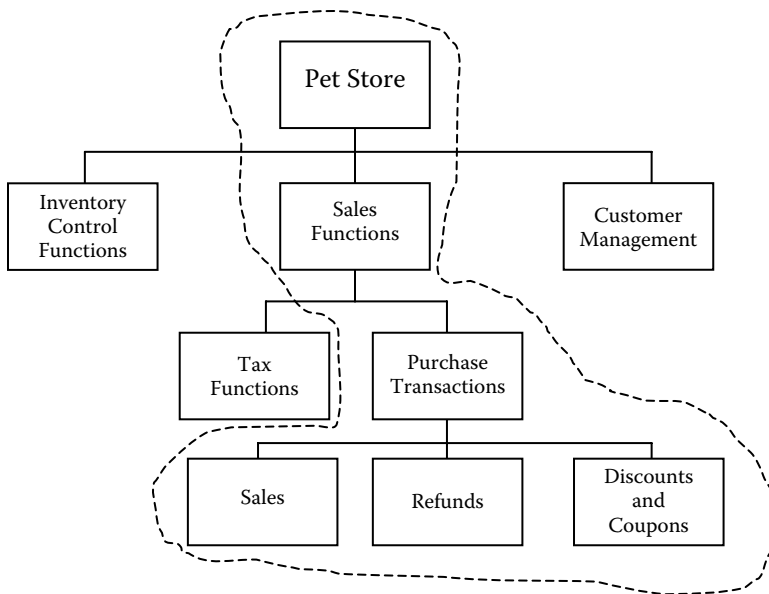 Pet Store
Inventory
Control
Functions
Sales
Functions
Customer
Management
Tax
Functions
Purchase
Transactions
Sales
Refunds
Discounts
and
Coupons